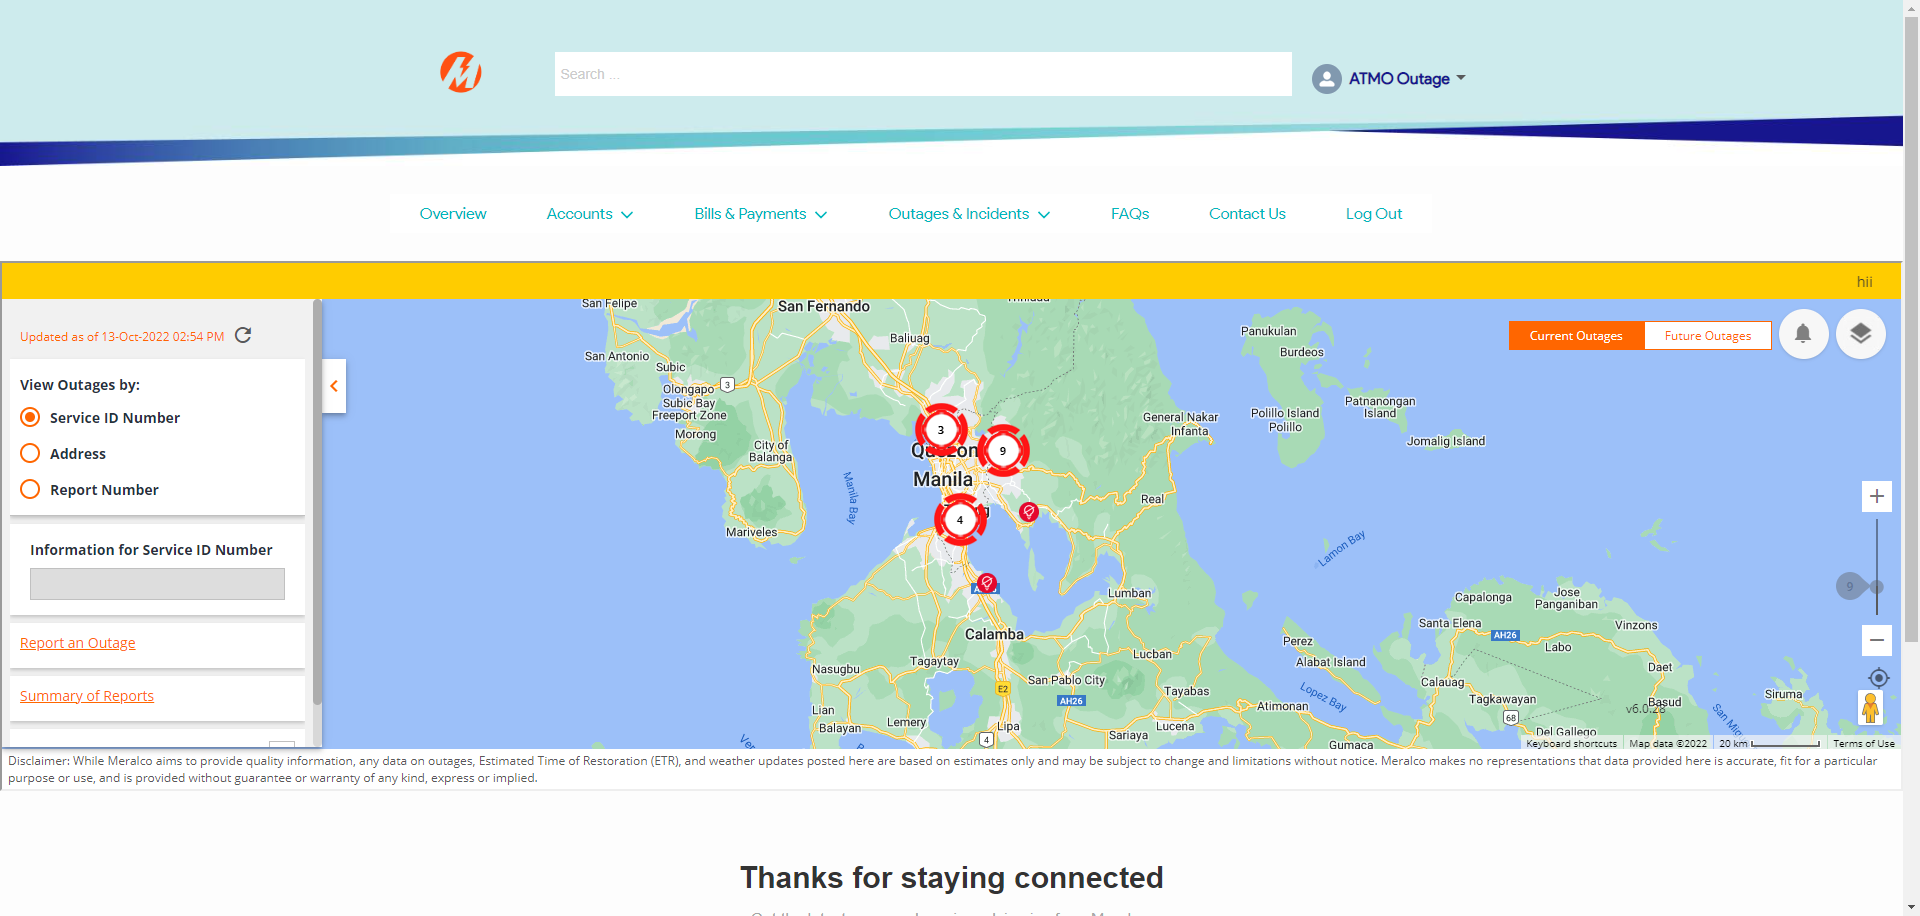 Search ...
ATMO Outage
Overview
Accounts
Bills & Payments
Outages & Incidents
FAQs
Contact Us
Log Out
hii
Updated as of 13-Oct-2022 02:54 PM
View Outages by:
Service ID Number
Address
Report Number
Information for Service ID Number
Report an Outage
Summary of Reports
Current Outages
Future Outages
San Felipe
San Fernando
Baliuag
San Antonio
Subic
3
Olongapo
Subic Bay
Freeport Zone
Morong
City of
Balanga
Mariveles
Manila Bay
3
9
4
Manila
Panukulan
Burdeos
General Nakar
Infanta
Polillo Island
Polillo
Patnanongan
Island
Jomalig Island
Real
Lamon Bay
Lumban
Calamba
Lucban
Nasugbu
Tagaytay
San Pablo City
E2
AH26
Tayabas
Lian
Balayan
Lemery
Lipa
4
Lucena
Sariaya
Atimonan
Gumaca
Lopez Bay
Perez
Alabat Island
Capalonga
Jose
Panganiban
Santa Elena
AH26
Vinzons
Labo
Daet
Calauag
Tagkawayan
68
Basud
v6.0.28
Del Gallego
Siruma
9
Keyboard shortcuts
Map data ©2022
20 km
Terms of Use
Disclaimer: While Meralco aims to provide quality information, any data on outages, Estimated Time of Restoration (ETR), and weather updates posted here are based on estimates only and may be subject to change and limitations without notice. Meralco makes no representations that data provided here is accurate, fit for a particular
purpose or use, and is provided without guarantee or warranty of any kind, express or implied.
Thanks for staying connected